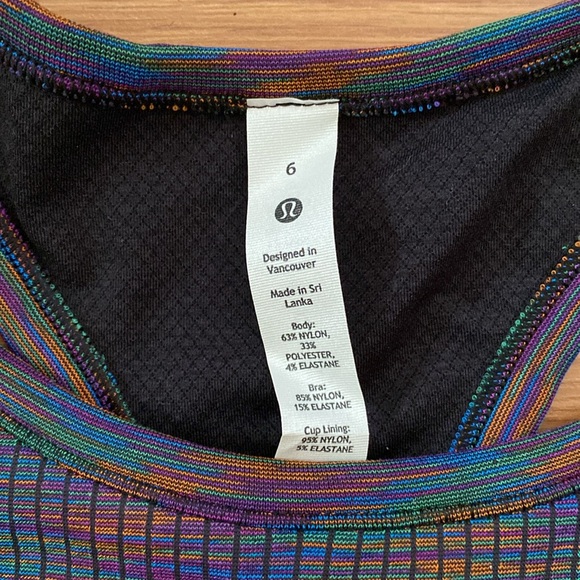 6
Designed in
Vancouver
Made in Sri
Lanka
Body:
63% NYLON,
33%
POLYESTER,
4% ELASTANE
Bra:
85% NYLON,
15% ELASTANE
Cup Lining:
95% NYLON,
5% ELASTANE